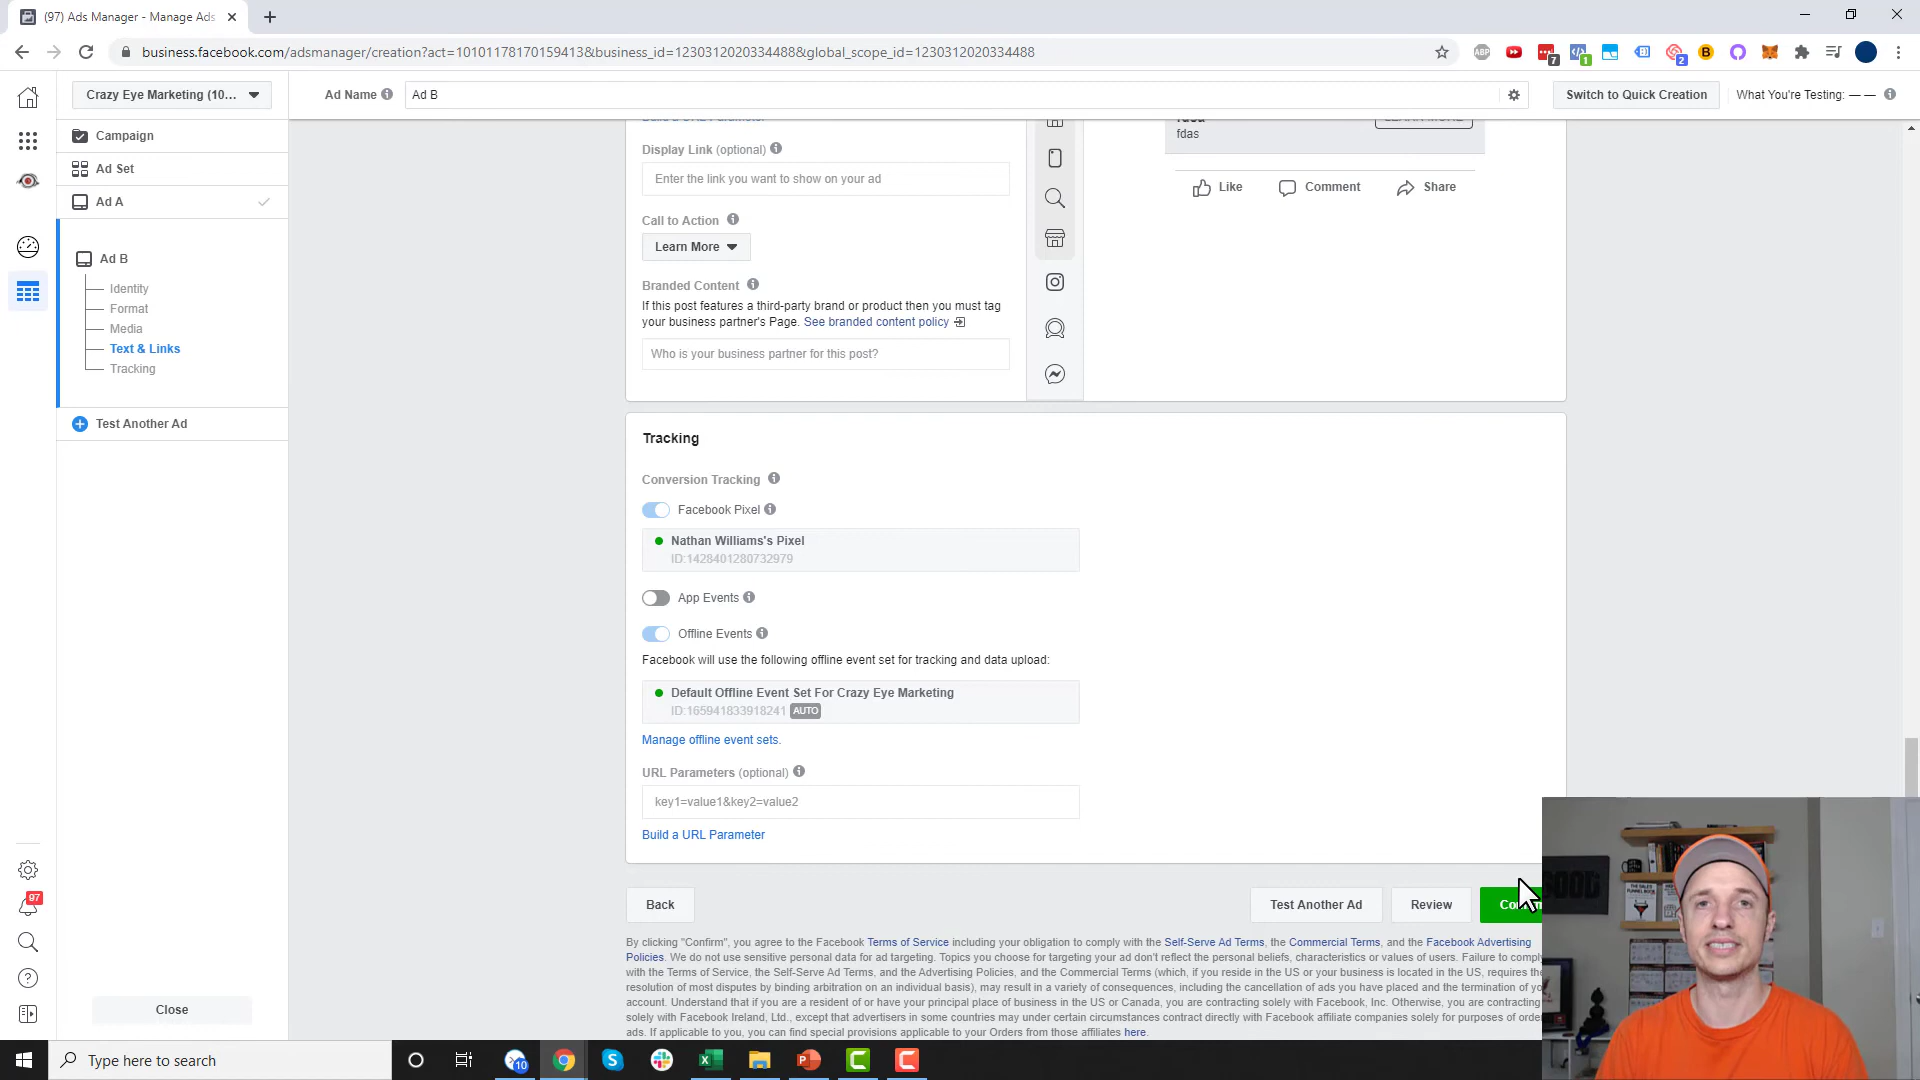 (97) Ads Manager - Manage Ads
business.facebook.com/adsmanager/creation?act=10101178170159413&business_id=1230312020334488&global_scope_id=1230312020334488
ABP
7
1
2
B
Crazy Eye Marketing (10...
Ad Name
Ad B
Switch to Quick Creation
What You're Testing: — —
Campaign
Ad Set
Ad A
Ad B
Identity
Format
Media
Text & Links
Tracking
Test Another Ad
97
Close
Build a URL Parameter
Display Link (optional)
Enter the link you want to show on your ad
Call to Action
Learn More
Branded Content
If this post features a third-party brand or product then you must tag
your business partner's Page. See branded content policy
Who is your business partner for this post?
LEARN MORE
fdas
Like
Comment
Share
Tracking
Conversion Tracking
Facebook Pixel
Nathan Williams's Pixel
ID:1428401280732979
App Events
Offline Events
Facebook will use the following offline event set for tracking and data upload:
Default Offline Event Set For Crazy Eye Marketing
ID:165941833918241 AUTO
Manage offline event sets.
URL Parameters (optional)
key1=value1&key2=value2
Build a URL Parameter
Back
Test Another Ad
Review
By clicking "Confirm", you agree to the Facebook Terms of Service including your obligation to comply with the Self-Serve Ad Terms, the Commercial Terms, and the Facebook Advertising
Policies. We do not use sensitive personal data for ad targeting. Topics you choose for targeting your ad don't reflect the personal beliefs, characteristics or values of users. Failure to comply
with the Terms of Service, the Self-Serve Ad Terms, and the Advertising Policies, and the Commercial Terms (which, if you reside in the US or your business is located in the US, requires the
resolution of most disputes by binding arbitration on an individual basis), may result in a variety of consequences, including the cancellation of ads you have placed and the termination of
account. Understand that if you are a resident of or have your principal place of business in the US or Canada, you are contracting solely with Facebook, Inc. Otherwise, you are contracting
solely with Facebook Ireland, Ltd., except that advertisers in some countries may under certain circumstances contract directly with Facebook affiliate companies solely for purposes of
ads. If applicable to you, you can find special provisions applicable to your Orders from those affiliates here.
Type here to search
10